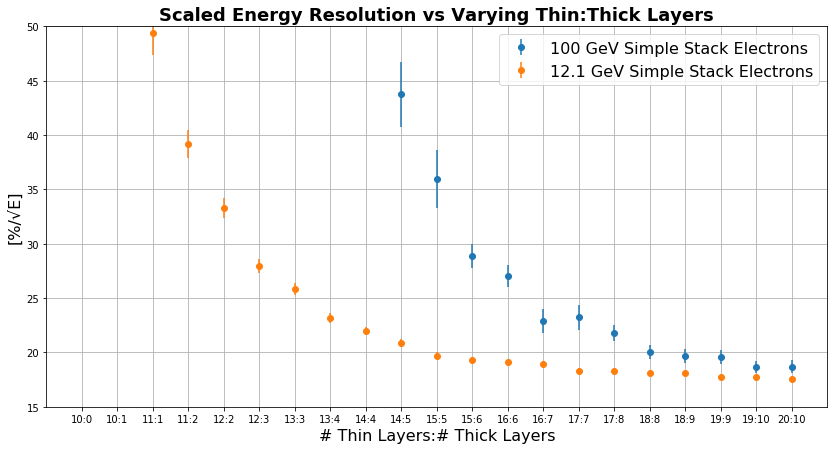 Scaled Energy Resolution vs Varying Thin:Thick Layers
100 GeV Simple Stack Electrons
12.1 GeV Simple Stack Electrons
[%/√E]
50
45
40
35
30
25
20
15
10:0 10:1 11:1 11:2 12:2 12:3 13:3 13:4 14:4 14:5 15:5 15:6 16:6 16:7 17:7 17:8 18:8 18:9 19:9 19:10 20:10
# Thin Layers:# Thick Layers